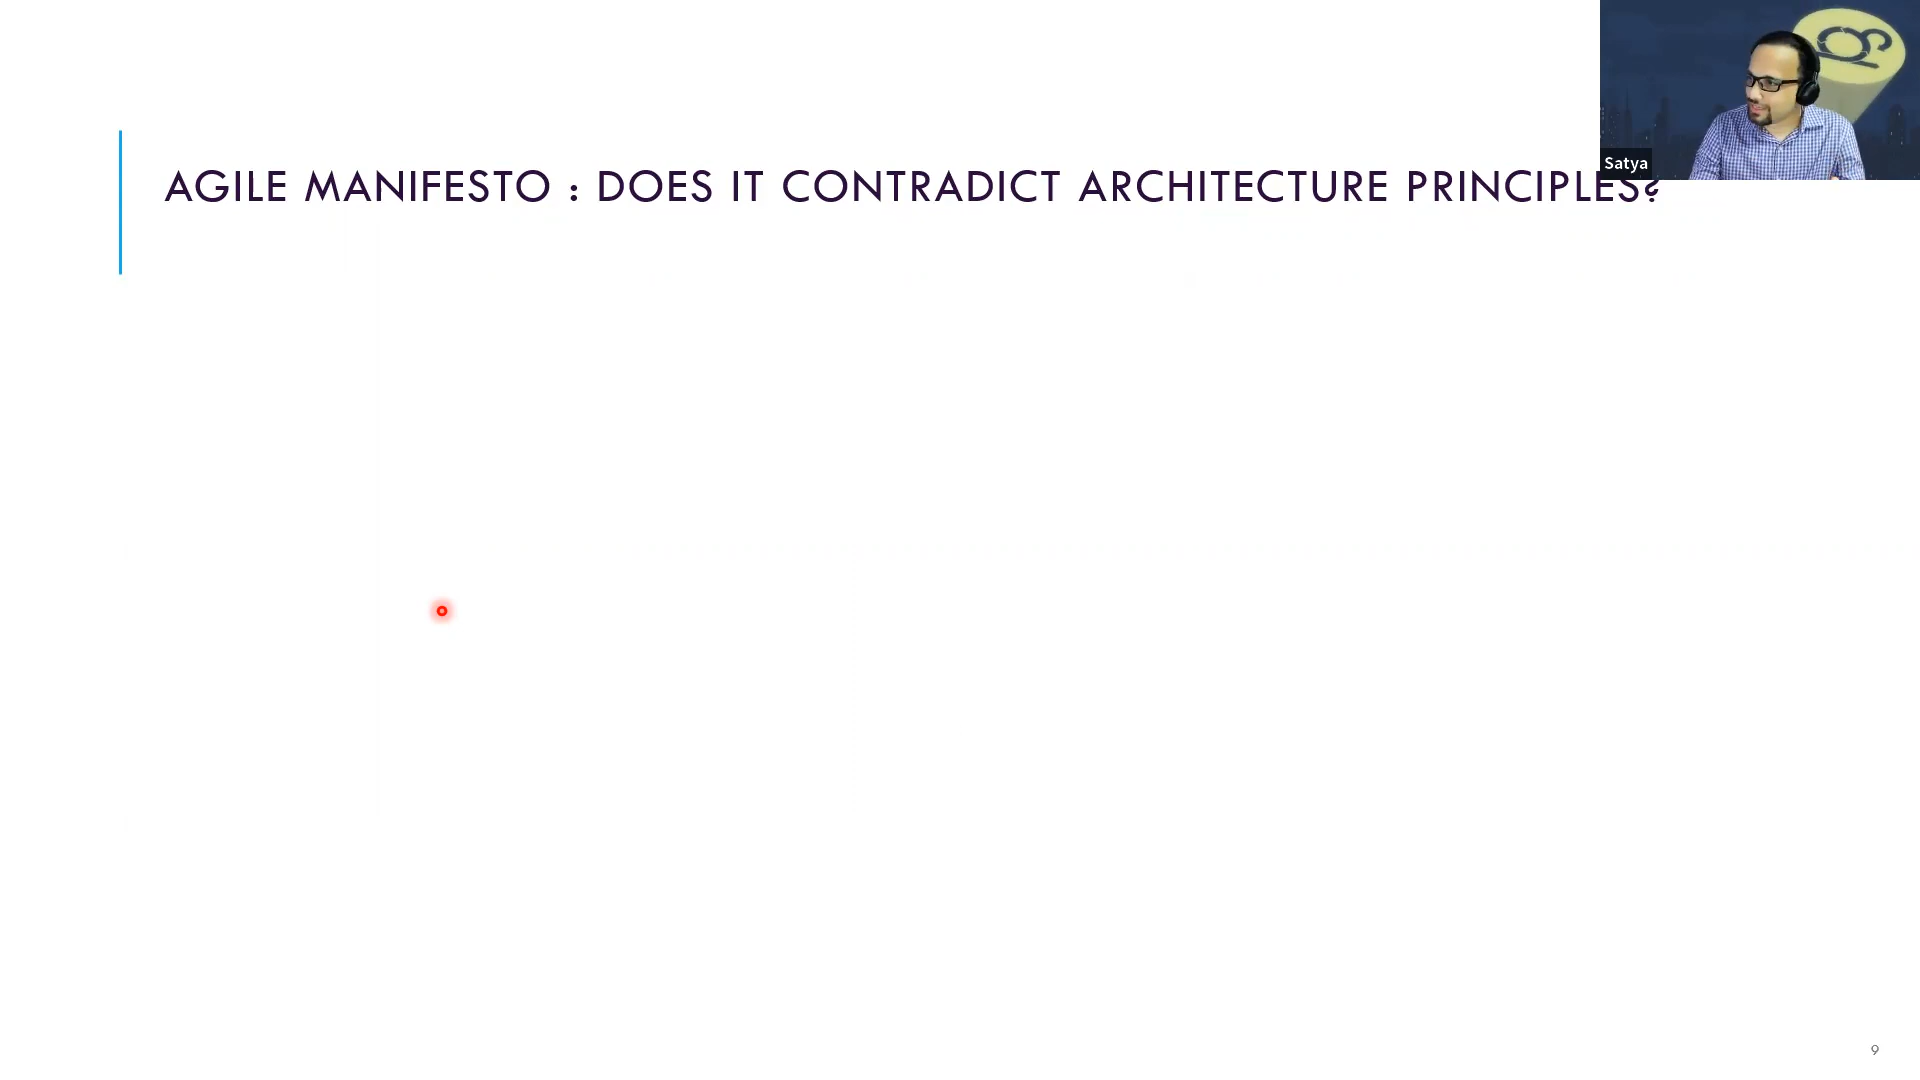 AGILE MANIFESTO : DOES IT CONTRADICT ARCHITECTURE PRINCIPLES?
Satya
9